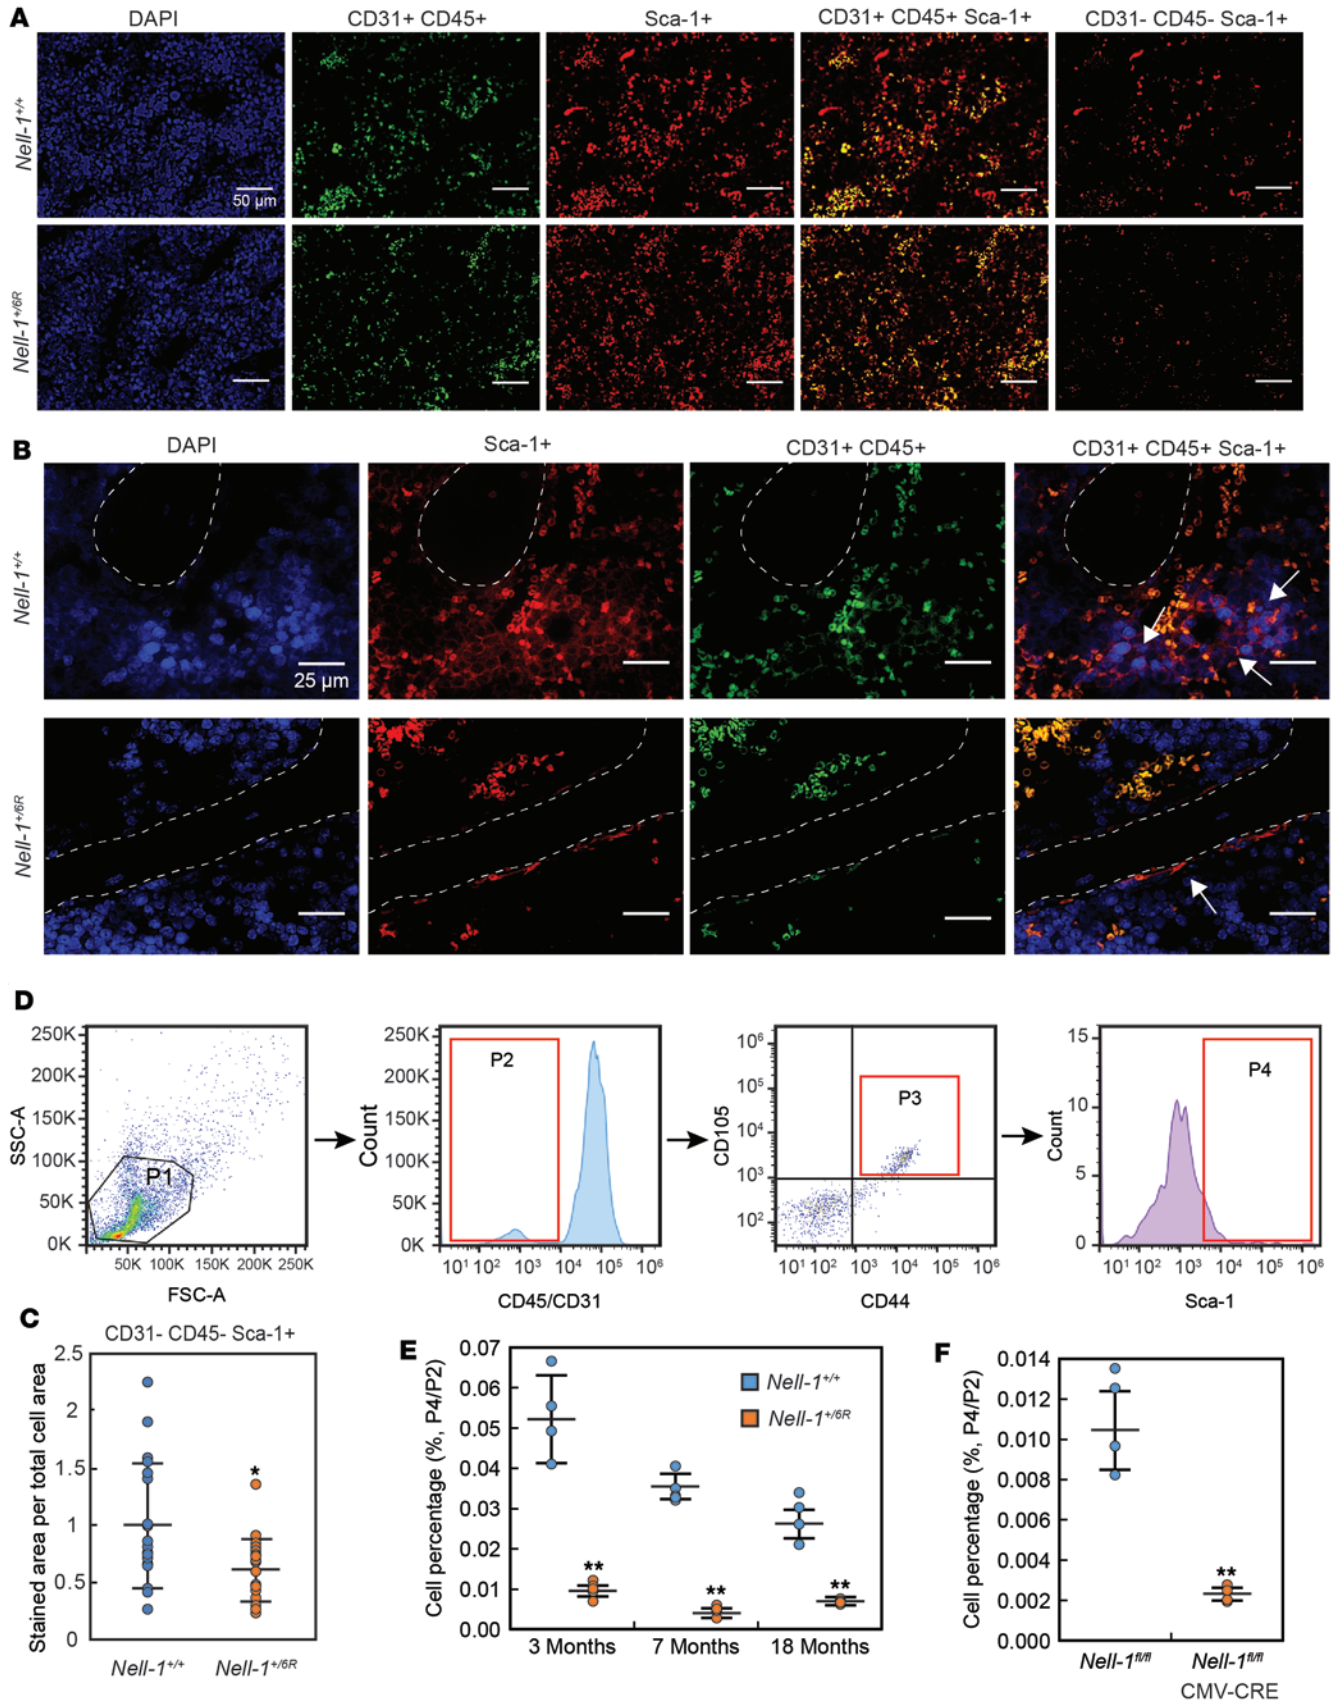 A
DAPI
CD31+ CD45+
Sca-1+
CD31+ CD45+ Sca-1+
CD31- CD45- Sca-1+
Nell-1+/+
50 µm
Nell-1+/6R
B
DAPI
Sca-1+
CD31+ CD45+
CD31+ CD45+ Sca-1+
Nell-1+/+
25 µm
Nell-1+/6R
D
250K
200K
150K
100K
50K
0K
SSC-A
P1
50K 100K 150K 200K 250K
FSC-A
250K
200K
150K
100K
50K
0K
Count
P2
10¹ 10² 10³ 10⁴ 10⁵ 10⁶
CD45/CD31
10⁶
10⁵
10⁴
10³
10²
CD105
P3
10¹ 10² 10³ 10⁴ 10⁵ 10⁶
CD44
15
10
5
0
Count
P4
10¹ 10² 10³ 10⁴ 10⁵ 10⁶
Sca-1
C
CD31- CD45- Sca-1+
Stained area per total cell area
2.5
2
1.5
1
0.5
0
*
Nell-1+/+
Nell-1+/6R
E
Cell percentage (%, P4/P2)
0.07
0.06
0.05
0.04
0.03
0.02
0.01
0.00
Nell-1+/+
Nell-1+/6R
**
**
**
3 Months
7 Months
18 Months
F
Cell percentage (%, P4/P2)
0.014
0.012
0.010
0.008
0.006
0.004
0.002
0.000
**
Nell-1fl/fl
Nell-1fl/fl
CMV-CRE